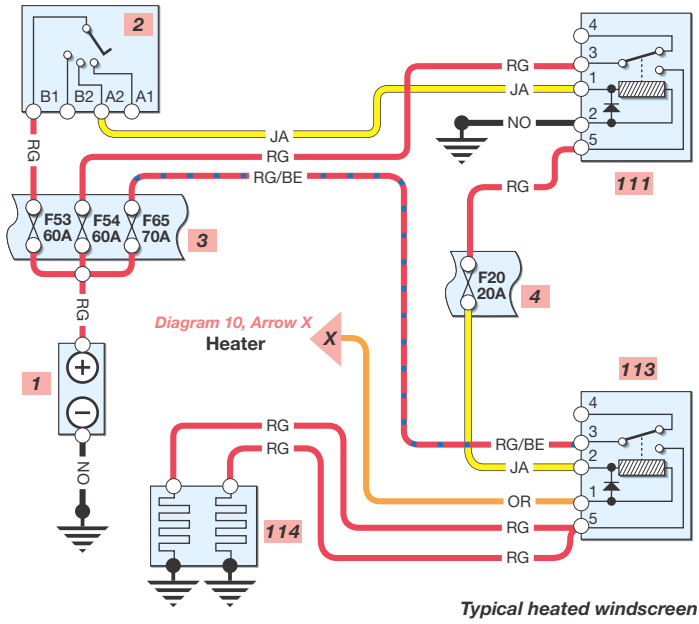 2
B1 B2 A2 A1
RG
JA
RG
RG/BE
F53
60A
F54
60A
F65
70A
3
RG
1
NO
4
3
1
2
5
RG
JA
NO
111
RG
F20
20A
4
Diagram 10, Arrow X
Heater
X
113
4
3
2
1
5
RG/BE
JA
OR
RG
RG
RG
RG
114
Typical heated windscreen